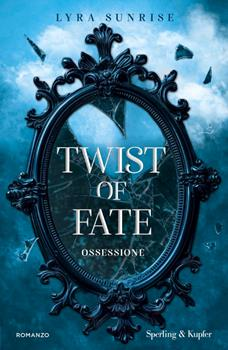 LYRA SUNRISE
TWIST
OF
FATE
OSSESSIONE
ROMANZO
Sperling & Kupfer